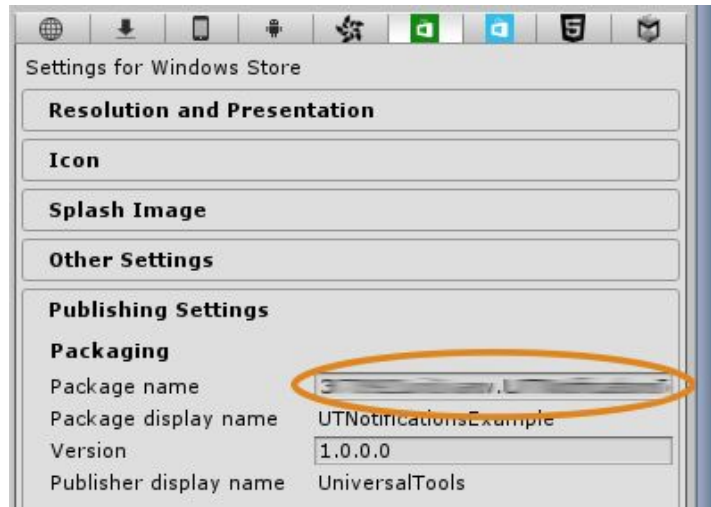 Settings for Windows Store
Resolution and Presentation
Icon
Splash Image
Other Settings
Publishing Settings
Packaging
Package name
Package display name UTNotificationsExample
Version 1.0.0.0
Publisher display name UniversalTools